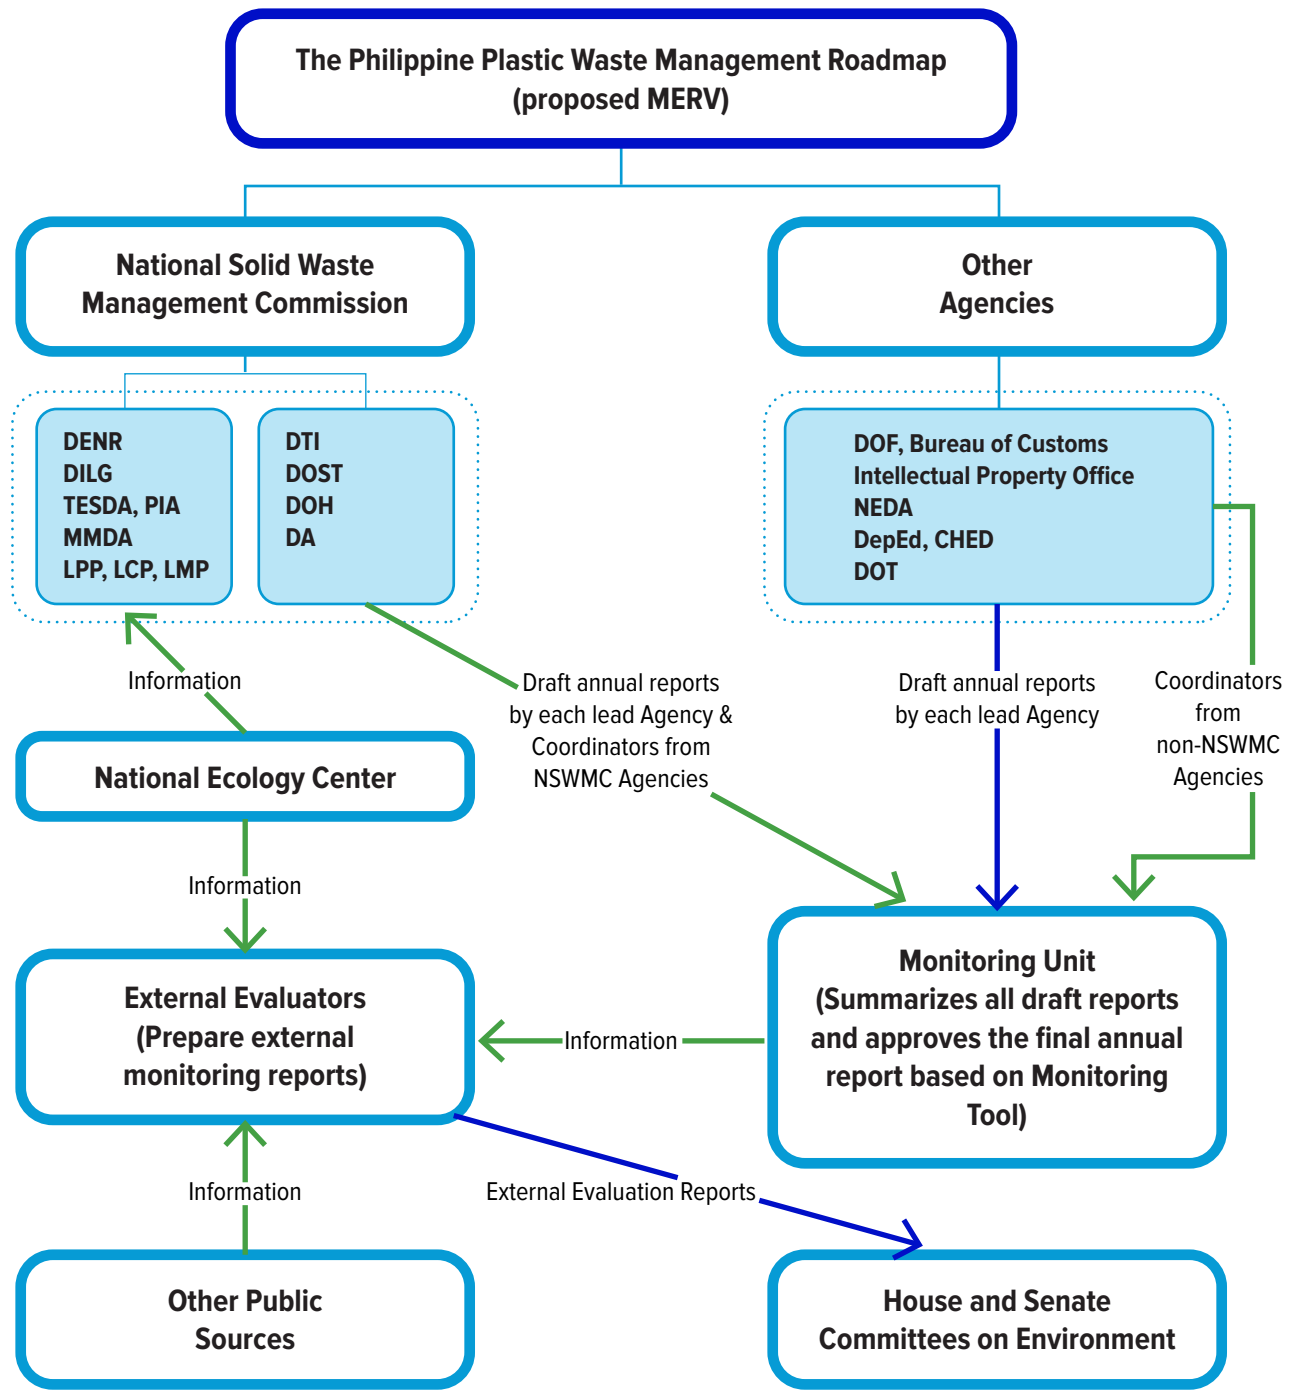 The Philippine Plastic Waste Management Roadmap
(proposed MERV)
National Solid Waste
Management Commission
Other
Agencies
DENR
DILG
TESDA, PIA
MMDA
LPP, LCP, LMP
DTI
DOST
DOH
DA
DOF, Bureau of Customs
Intellectual Property Office
NEDA
DepEd, CHED
DOT
Information
Draft annual reports
by each lead Agency &
Coordinators from
NSWMC Agencies
Draft annual reports
by each lead Agency
Coordinators
from
non-NSWMC
Agencies
National Ecology Center
Information
External Evaluators
(Prepare external
monitoring reports)
Information
Monitoring Unit
(Summarizes all draft reports
and approves the final annual
report based on Monitoring
Tool)
Information
External Evaluation Reports
Other Public
Sources
House and Senate
Committees on Environment